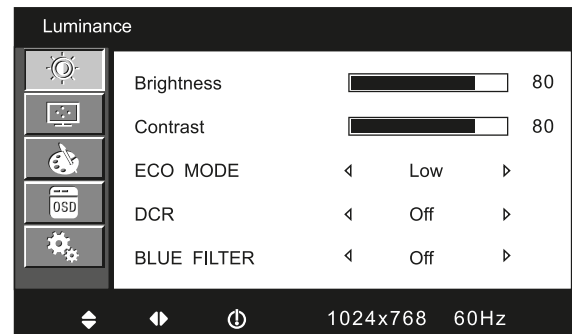 Luminance
Brightness 80
Contrast 80
ECO MODE Low
OSD
DCR Off
BLUE FILTER Off
1024x768 60Hz